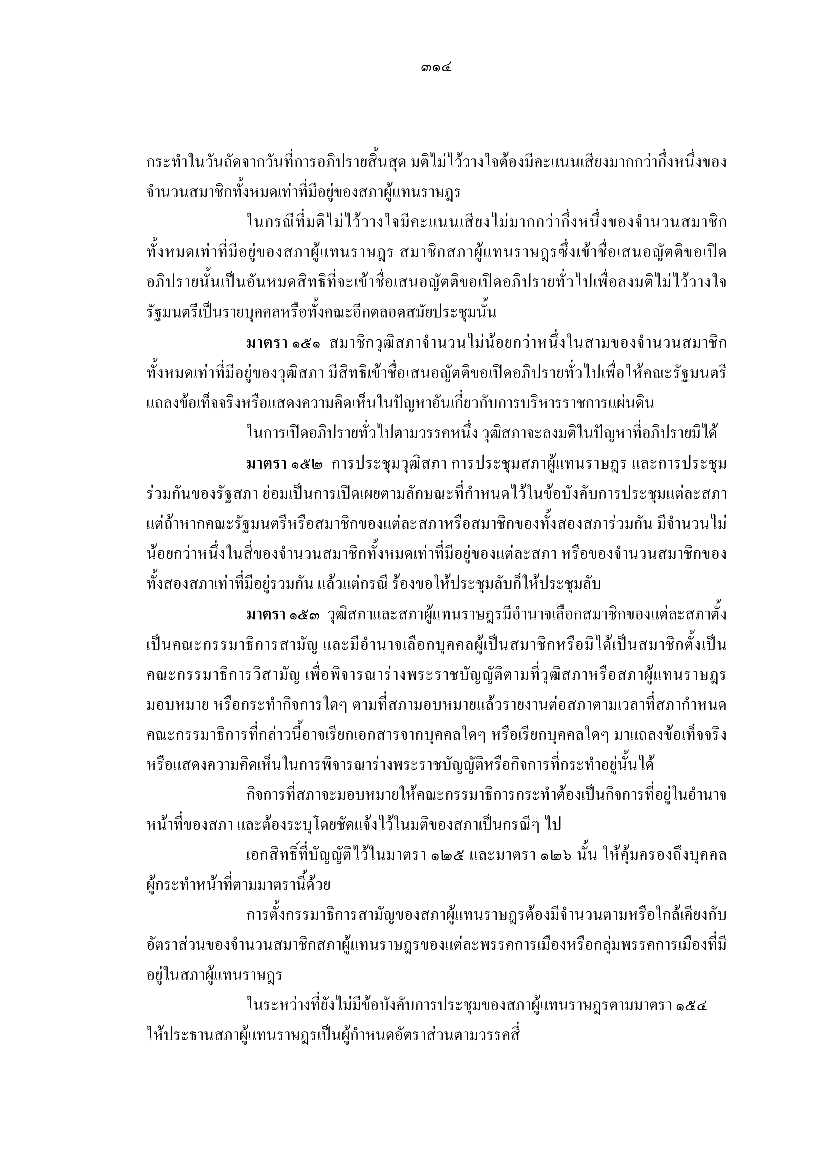 ๓๑๔
กระทำในวันถัดจากวันที่การอภิปรายสิ้นสุด มติไม่ไว้วางใจต้องมีคะแนนเสียงมากกว่ากึ่งหนึ่งของ
จำนวนสมาชิกทั้งหมดเท่าที่มีอยู่ของสภาผู้แทนราษฎร
ในกรณีที่มติไม่ไว้วางใจมีคะแนนเสียงไม่มากกว่ากึ่งหนึ่งของจำนวนสมาชิก
ทั้งหมดเท่าที่มีอยู่ของสภาผู้แทนราษฎร สมาชิกสภาผู้แทนราษฎรซึ่งเข้าชื่อเสนอญัตติขอเปิด
อภิปรายนั้นเป็นอันหมดสิทธิที่จะเข้าชื่อเสนอญัตติขอเปิดอภิปรายทั่วไปเพื่อลงมติไม่ไว้วางใจ
รัฐมนตรีเป็นรายบุคคลหรือทั้งคณะอีกตลอดสมัยประชุมนั้น
มาตรา ๑๕๑ สมาชิกวุฒิสภาจำนวนไม่น้อยกว่าหนึ่งในสามของจำนวนสมาชิก
ทั้งหมดเท่าที่มีอยู่ของวุฒิสภา มีสิทธิเข้าชื่อเสนอญัตติขอเปิดอภิปรายทั่วไปเพื่อให้คณะรัฐมนตรี
แถลงข้อเท็จจริงหรือแสดงความคิดเห็นในปัญหาอันเกี่ยวกับการบริหารราชการแผ่นดิน
ในการเปิดอภิปรายทั่วไปตามวรรคหนึ่ง วุฒิสภาจะลงมติในปัญหาที่อภิปรายมิได้
มาตรา ๑๕๒ การประชุมวุฒิสภา การประชุมสภาผู้แทนราษฎร และการประชุม
ร่วมกันของรัฐสภา ย่อมเป็นการเปิดเผยตามลักษณะที่กำหนดไว้ในข้อบังคับการประชุมแต่ละสภา
แต่ถ้าหากคณะรัฐมนตรีหรือสมาชิกของแต่ละสภาหรือสมาชิกของทั้งสองสภาร่วมกัน มีจำนวนไม่
น้อยกว่าหนึ่งในสี่ของจำนวนสมาชิกทั้งหมดเท่าที่มีอยู่ของแต่ละสภา หรือของจำนวนสมาชิกของ
ทั้งสองสภาเท่าที่มีอยู่รวมกัน แล้วแต่กรณี ร้องขอให้ประชุมลับก็ให้ประชุมลับ
มาตรา ๑๕๓ วุฒิสภาและสภาผู้แทนราษฎรมีอำนาจเลือกสมาชิกของแต่ละสภาตั้ง
เป็นคณะกรรมาธิการสามัญ และมีอำนาจเลือกบุคคลผู้เป็นสมาชิกหรือมิได้เป็นสมาชิกตั้งเป็น
คณะกรรมาธิการวิสามัญ เพื่อพิจารณาร่างพระราชบัญญัติตามที่วุฒิสภาหรือสภาผู้แทนราษฎร
มอบหมาย หรือกระทำกิจการใดๆ ตามที่สภามอบหมายแล้วรายงานต่อสภาตามเวลาที่สภากำหนด
คณะกรรมาธิการที่กล่าวนี้อาจเรียกเอกสารจากบุคคลใดๆ หรือเรียกบุคคลใดๆ มาแถลงข้อเท็จจริง
หรือแสดงความคิดเห็นในการพิจารณาร่างพระราชบัญญัติหรือกิจการที่กระทำอยู่นั้นได้
กิจการที่สภาจะมอบหมายให้คณะกรรมาธิการกระทำต้องเป็นกิจการที่อยู่ในอำนาจ
หน้าที่ของสภา และต้องระบุโดยชัดแจ้งไว้ในมติของสภาเป็นกรณีๆ ไป
เอกสิทธิ์ที่บัญญัติไว้ในมาตรา ๑๒๕ และมาตรา ๑๒๖ นั้น ให้คุ้มครองถึงบุคคล
ผู้กระทำหน้าที่ตามมาตรานี้ด้วย
การตั้งกรรมาธิการสามัญของสภาผู้แทนราษฎรต้องมีจำนวนตามหรือใกล้เคียงกับ
อัตราส่วนของจำนวนสมาชิกสภาผู้แทนราษฎรของแต่ละพรรคการเมืองหรือกลุ่มพรรคการเมืองที่มี
อยู่ในสภาผู้แทนราษฎร
ในระหว่างที่ยังไม่มีข้อบังคับการประชุมของสภาผู้แทนราษฎรตามมาตรา ๑๕๔
ให้ประธานสภาผู้แทนราษฎรเป็นผู้กำหนดอัตราส่วนตามวรรคสี่